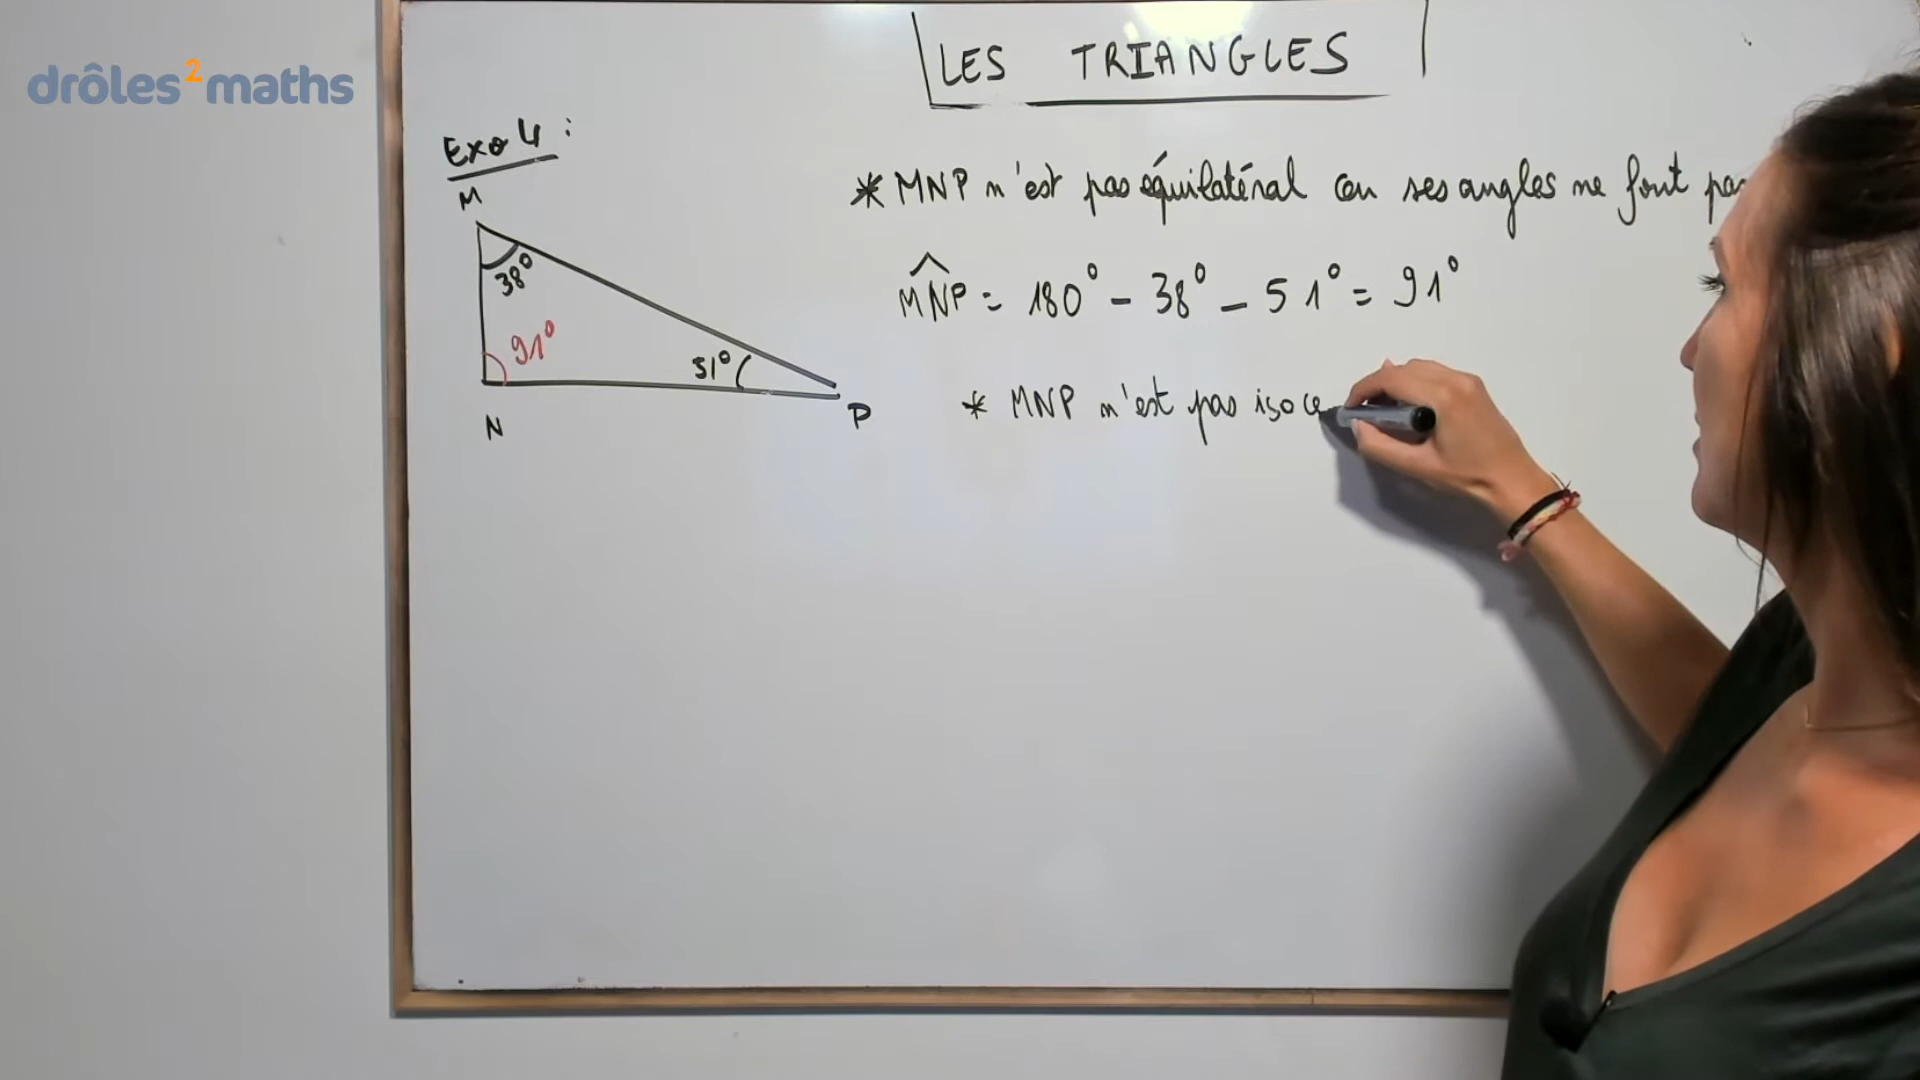 drôles²maths
LES TRIANGLES
Exo 4 :
M
38°
91°
51°
N
P
* MNP n'est pas équilatéral car ses angles ne font pas
MNP = 180° - 38° - 51° = 91°
* MNP n'est pas isoce